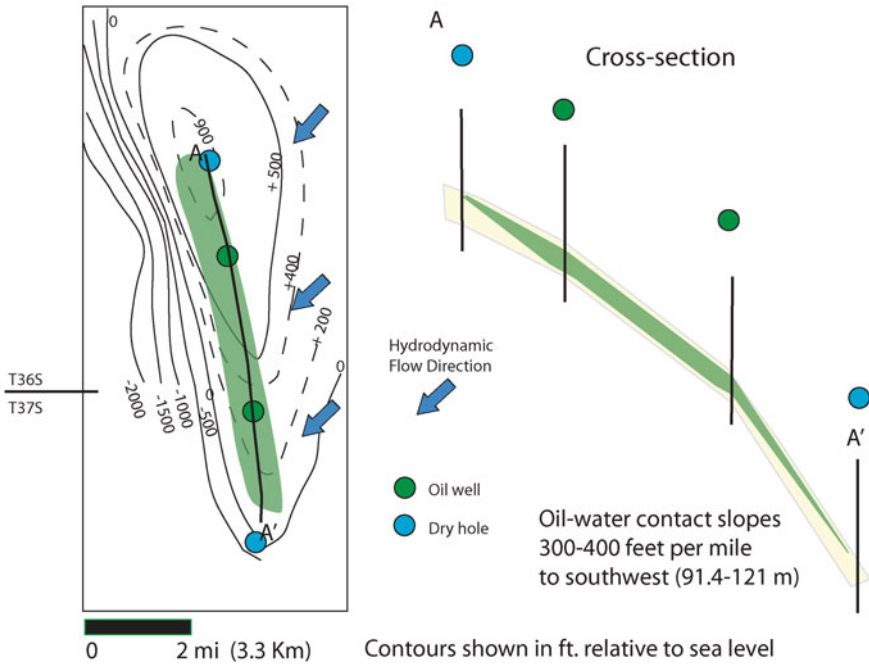 0
900
A
+500
+400
+200
0
0
-500
-1000
-1500
-2000
T36S
T37S
A'
0 2 mi (3.3 Km)
A
Cross-section
Hydrodynamic
Flow Direction
Oil well
Dry hole
A'
Oil-water contact slopes
300-400 feet per mile
to southwest (91.4-121 m)
Contours shown in ft. relative to sea level